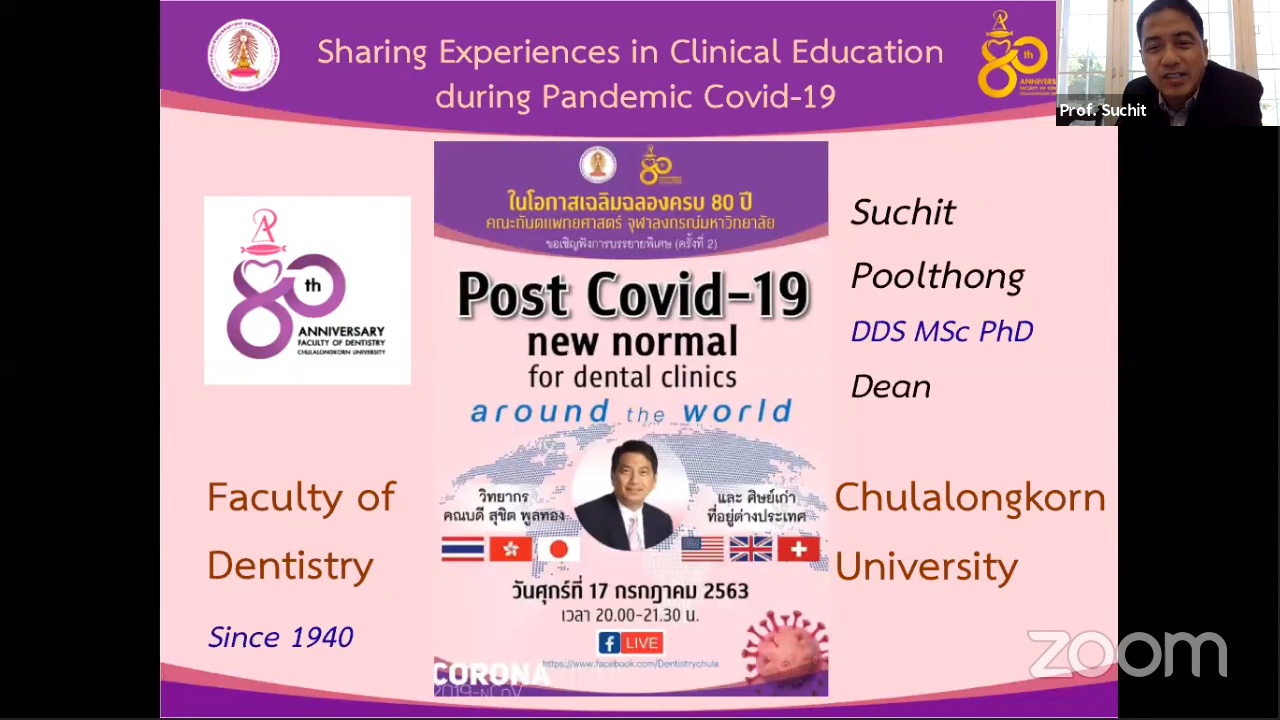 Sharing Experiences in Clinical Education
during Pandemic Covid-19
80th
ANNIVERSARY
Prof. Suchit
80th
ANNIVERSARY
FACULTY OF DENTISTRY
CHULALONGKORN UNIVERSITY
ในโอกาสเฉลิมฉลองครบ 80 ปี
คณะทันตแพทยศาสตร์ จุฬาลงกรณ์มหาวิทยาลัย
ขอเชิญฟังการบรรยายพิเศษ (ครั้งที่ 2)
Post Covid-19
new normal
for dental clinics
around the world
วิทยากร
คณบดี สุชิต พูลทอง
และ ศิษย์เก่า
ที่อยู่ต่างประเทศ
วันศุกร์ที่ 17 กรกฎาคม 2563
เวลา 20.00-21.30 น.
f LIVE
https://www.facebook.com/Dentistrychula
CORONA
2019-nCoV
Suchit
Poolthong
DDS MSc PhD
Dean
Faculty of
Dentistry
Since 1940
Chulalongkorn
University
zoom